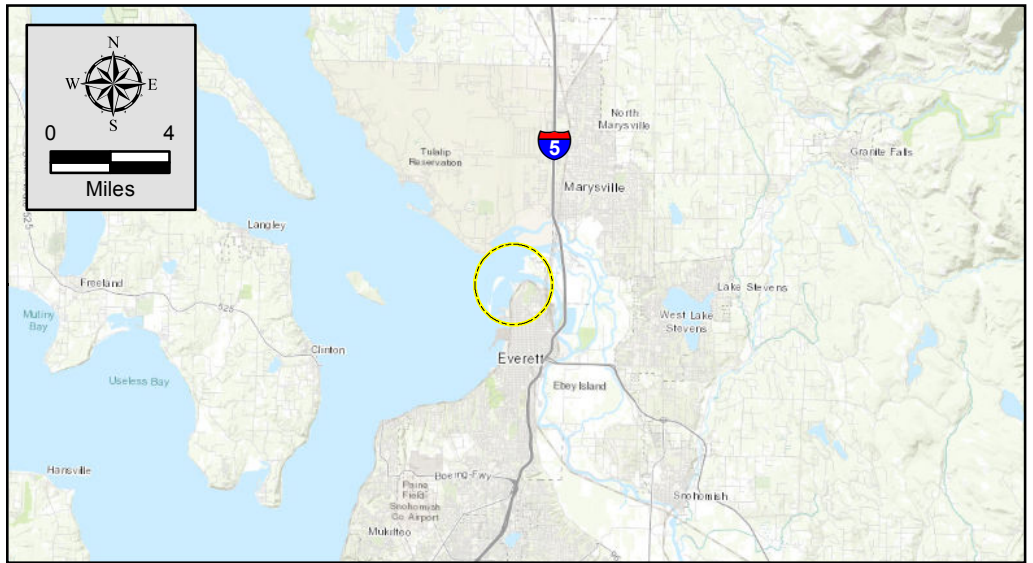 N
W E
S
0 4
Miles
5
North
Marysville
Tulalip
Reservation
Granite Falls
Marysville
Langley
525
Freeland
525
Mutiny
Bay
Lake Stevens
West Lake
Stevens
Clinton
Everett
Useless Bay
Ebey Island
Hansville
Boeing-Fwy
Paine
Field
Snohomish
Co Airport
Snohomish
Mukilteo